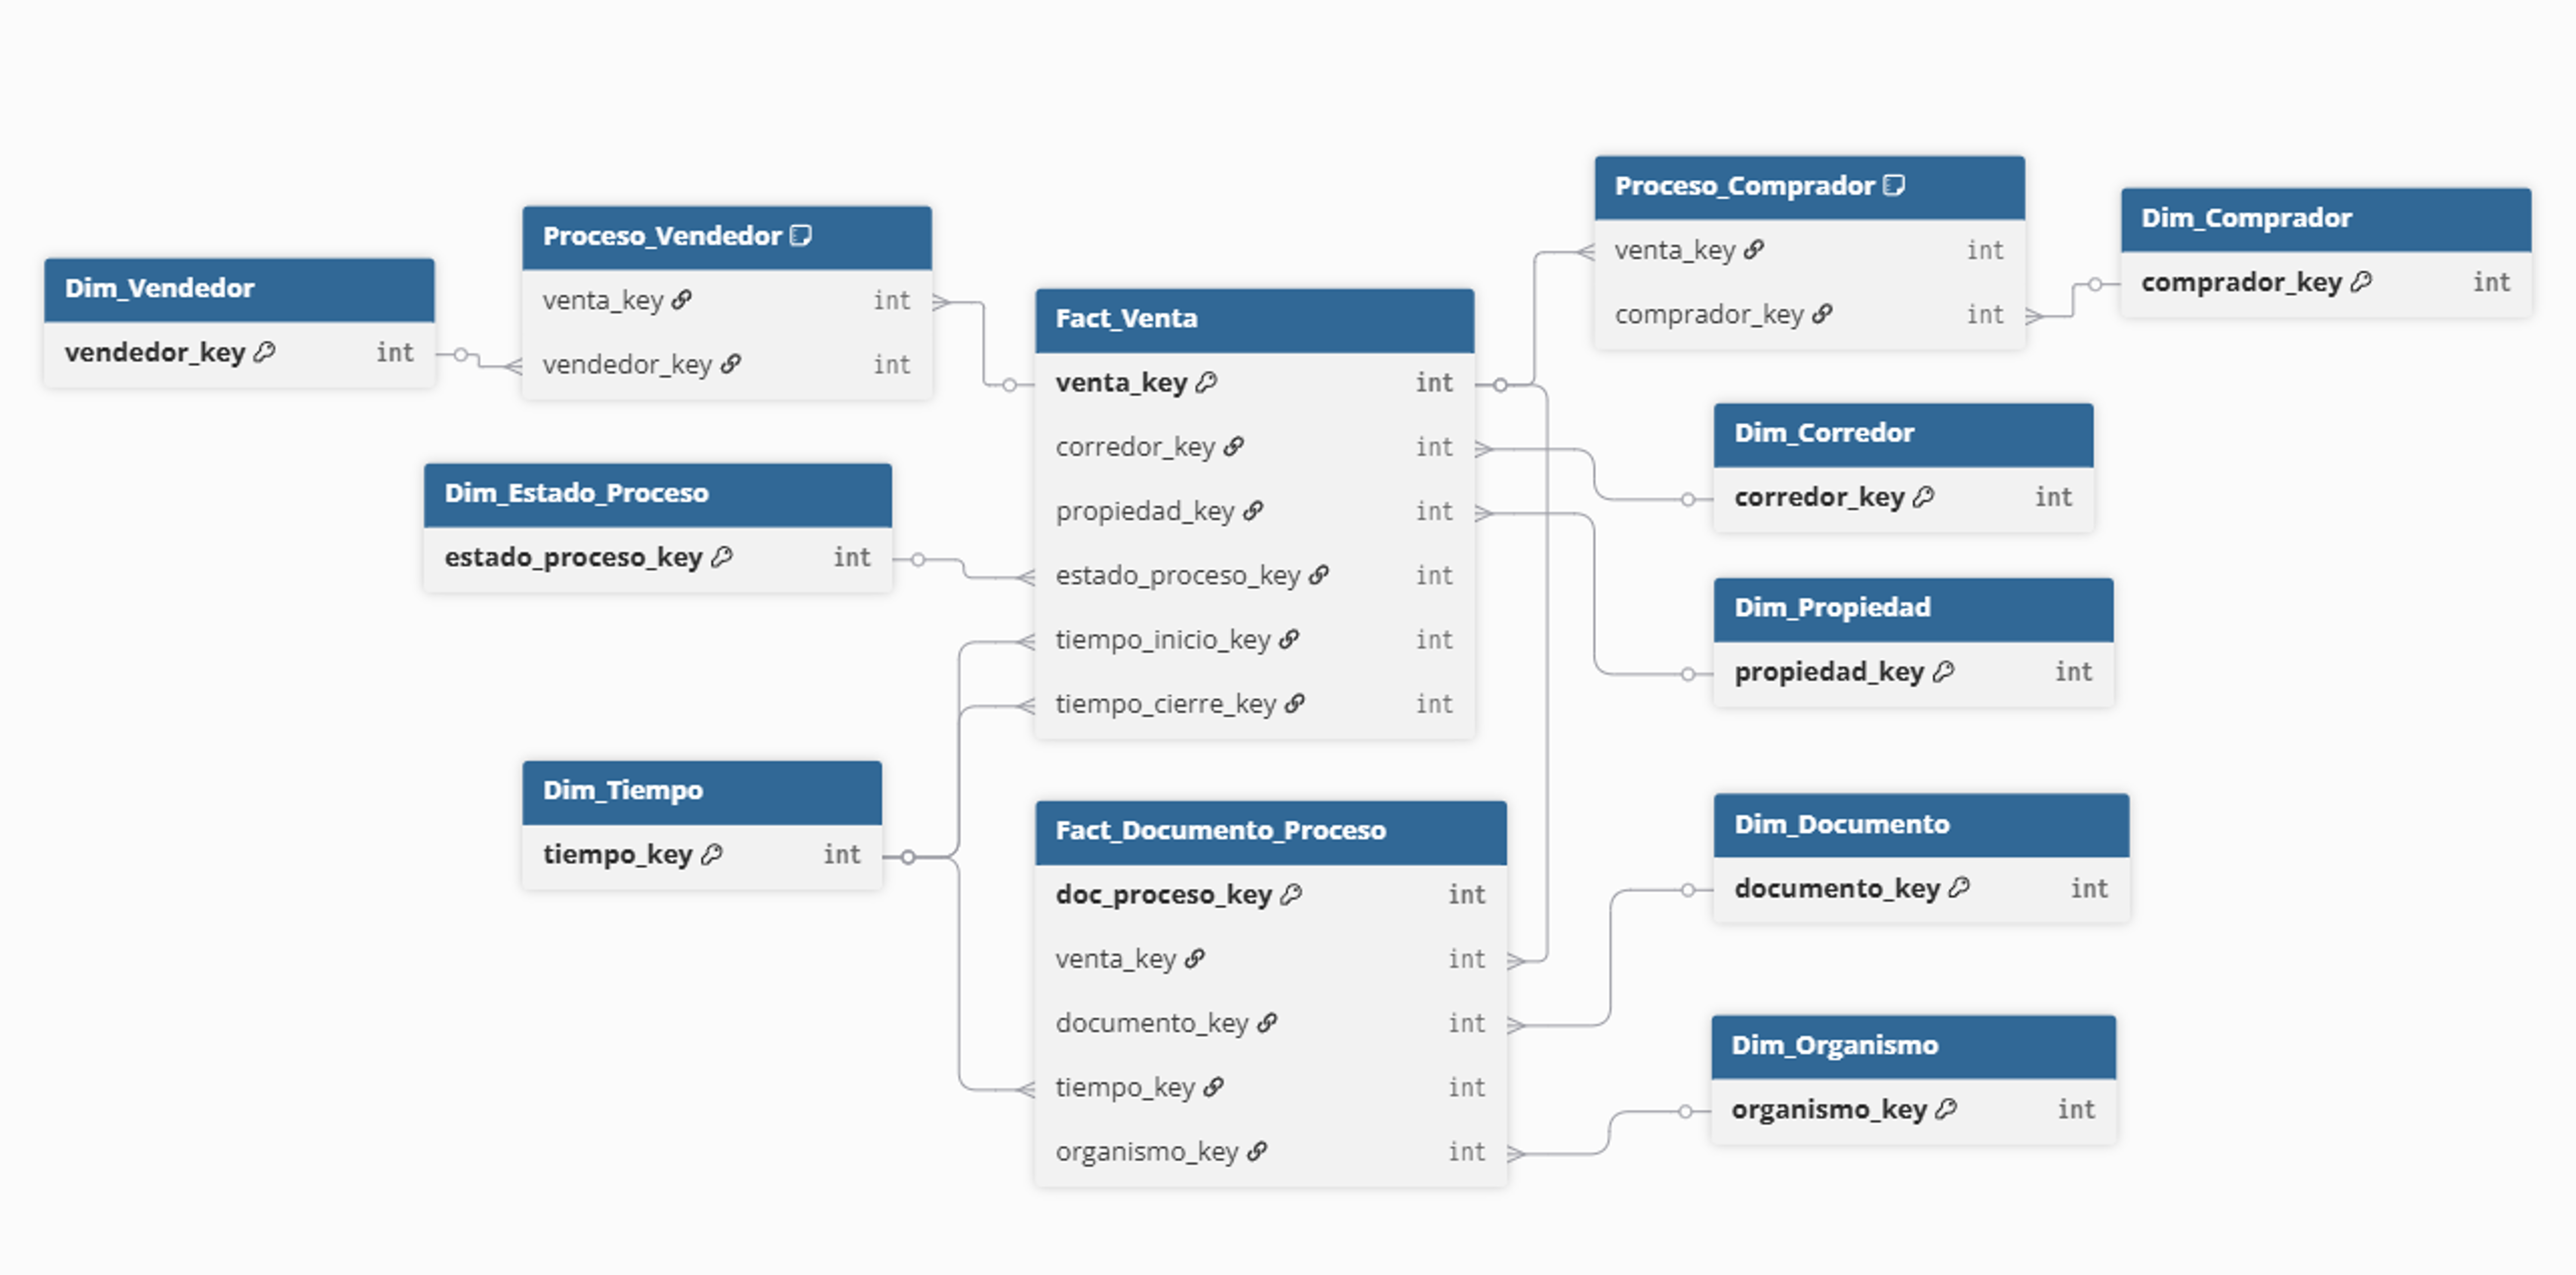 Dim_Vendedor
vendedor_key int
Proceso_Vendedor
venta_key int
vendedor_key int
Dim_Estado_Proceso
estado_proceso_key int
Dim_Tiempo
tiempo_key int
Fact_Venta
venta_key int
corredor_key int
propiedad_key int
estado_proceso_key int
tiempo_inicio_key int
tiempo_cierre_key int
Fact_Documento_Proceso
doc_proceso_key int
venta_key int
documento_key int
tiempo_key int
organismo_key int
Proceso_Comprador
venta_key int
comprador_key int
Dim_Comprador
comprador_key int
Dim_Corredor
corredor_key int
Dim_Propiedad
propiedad_key int
Dim_Documento
documento_key int
Dim_Organismo
organismo_key int